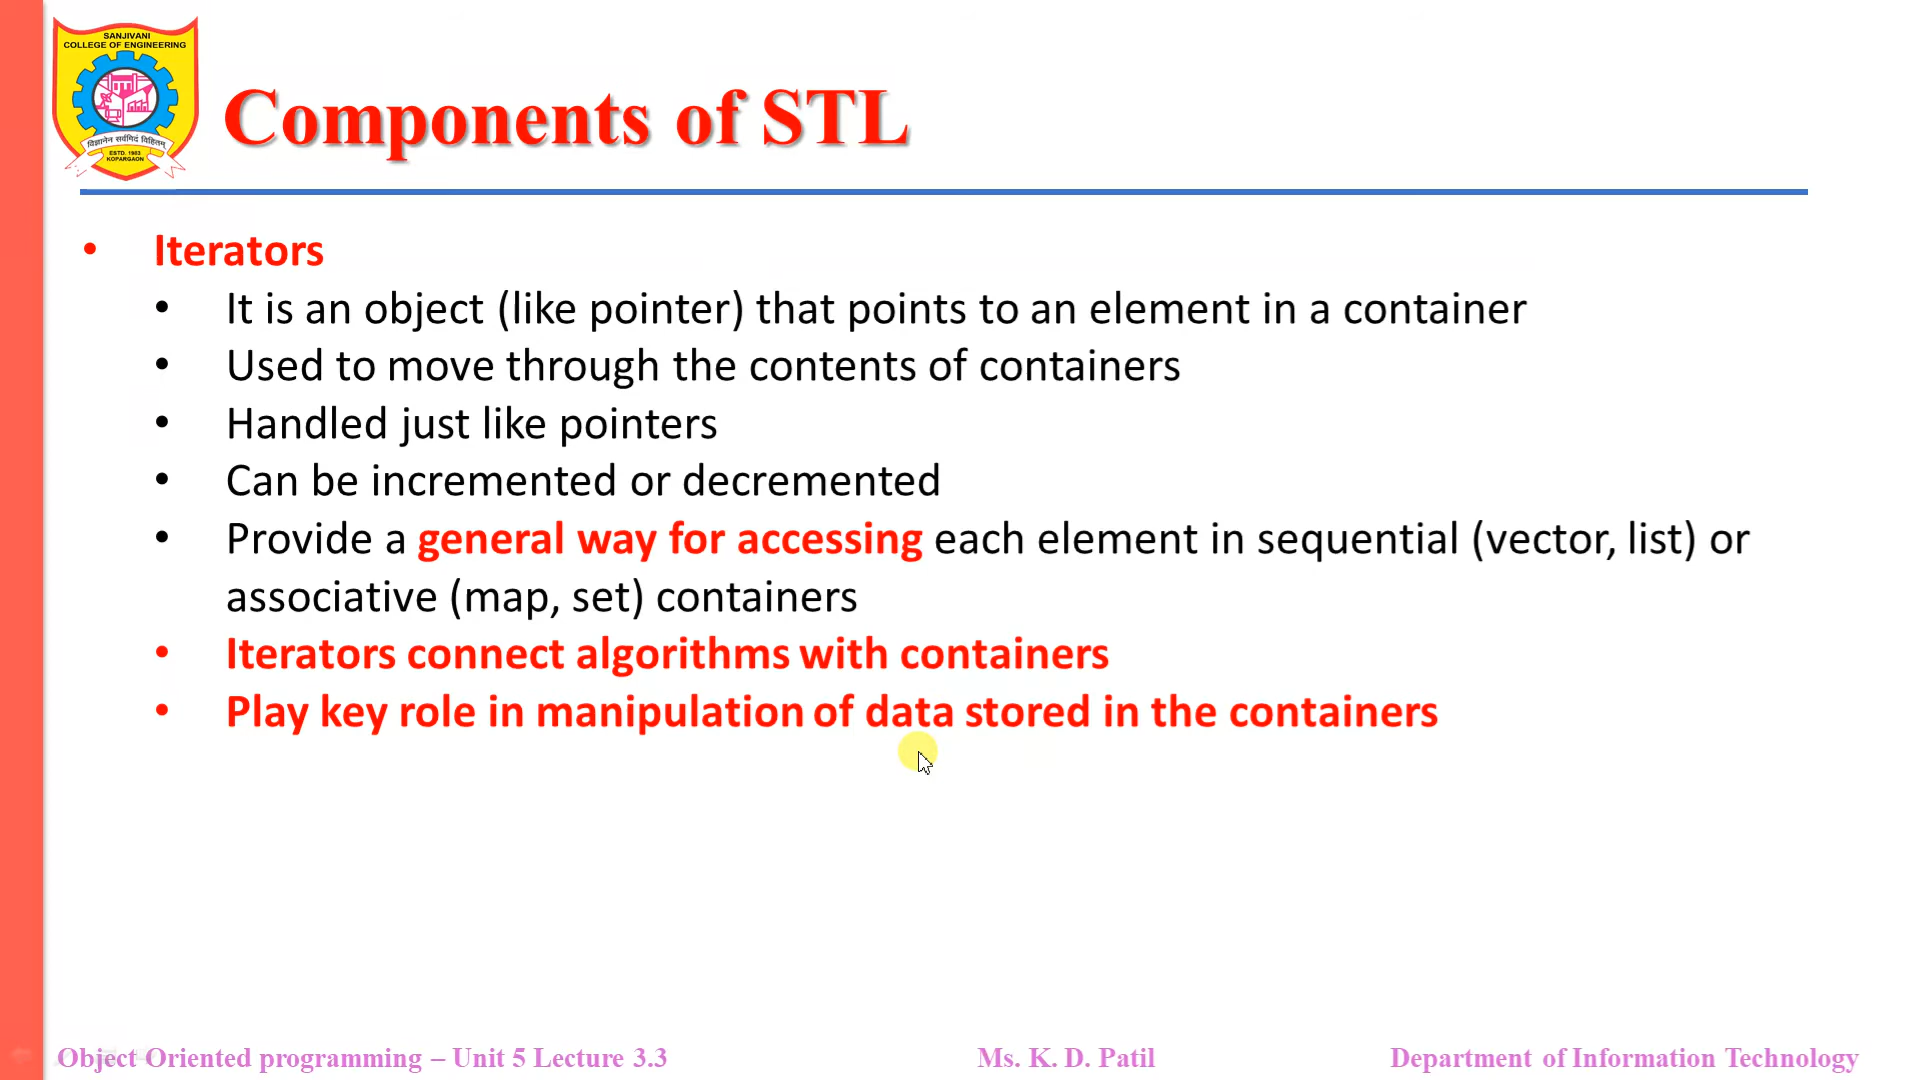 SANJIVANI
COLLEGE OF ENGINEERING
विज्ञानेन सर्वमिदं विहितम्
ESTD. 1983
KOPARGAON
Components of STL
• Iterators
• It is an object (like pointer) that points to an element in a container
• Used to move through the contents of containers
• Handled just like pointers
• Can be incremented or decremented
• Provide a general way for accessing each element in sequential (vector, list) or
associative (map, set) containers
• Iterators connect algorithms with containers
• Play key role in manipulation of data stored in the containers
Object Oriented programming – Unit 5 Lecture 3.3
Ms. K. D. Patil
Department of Information Technology